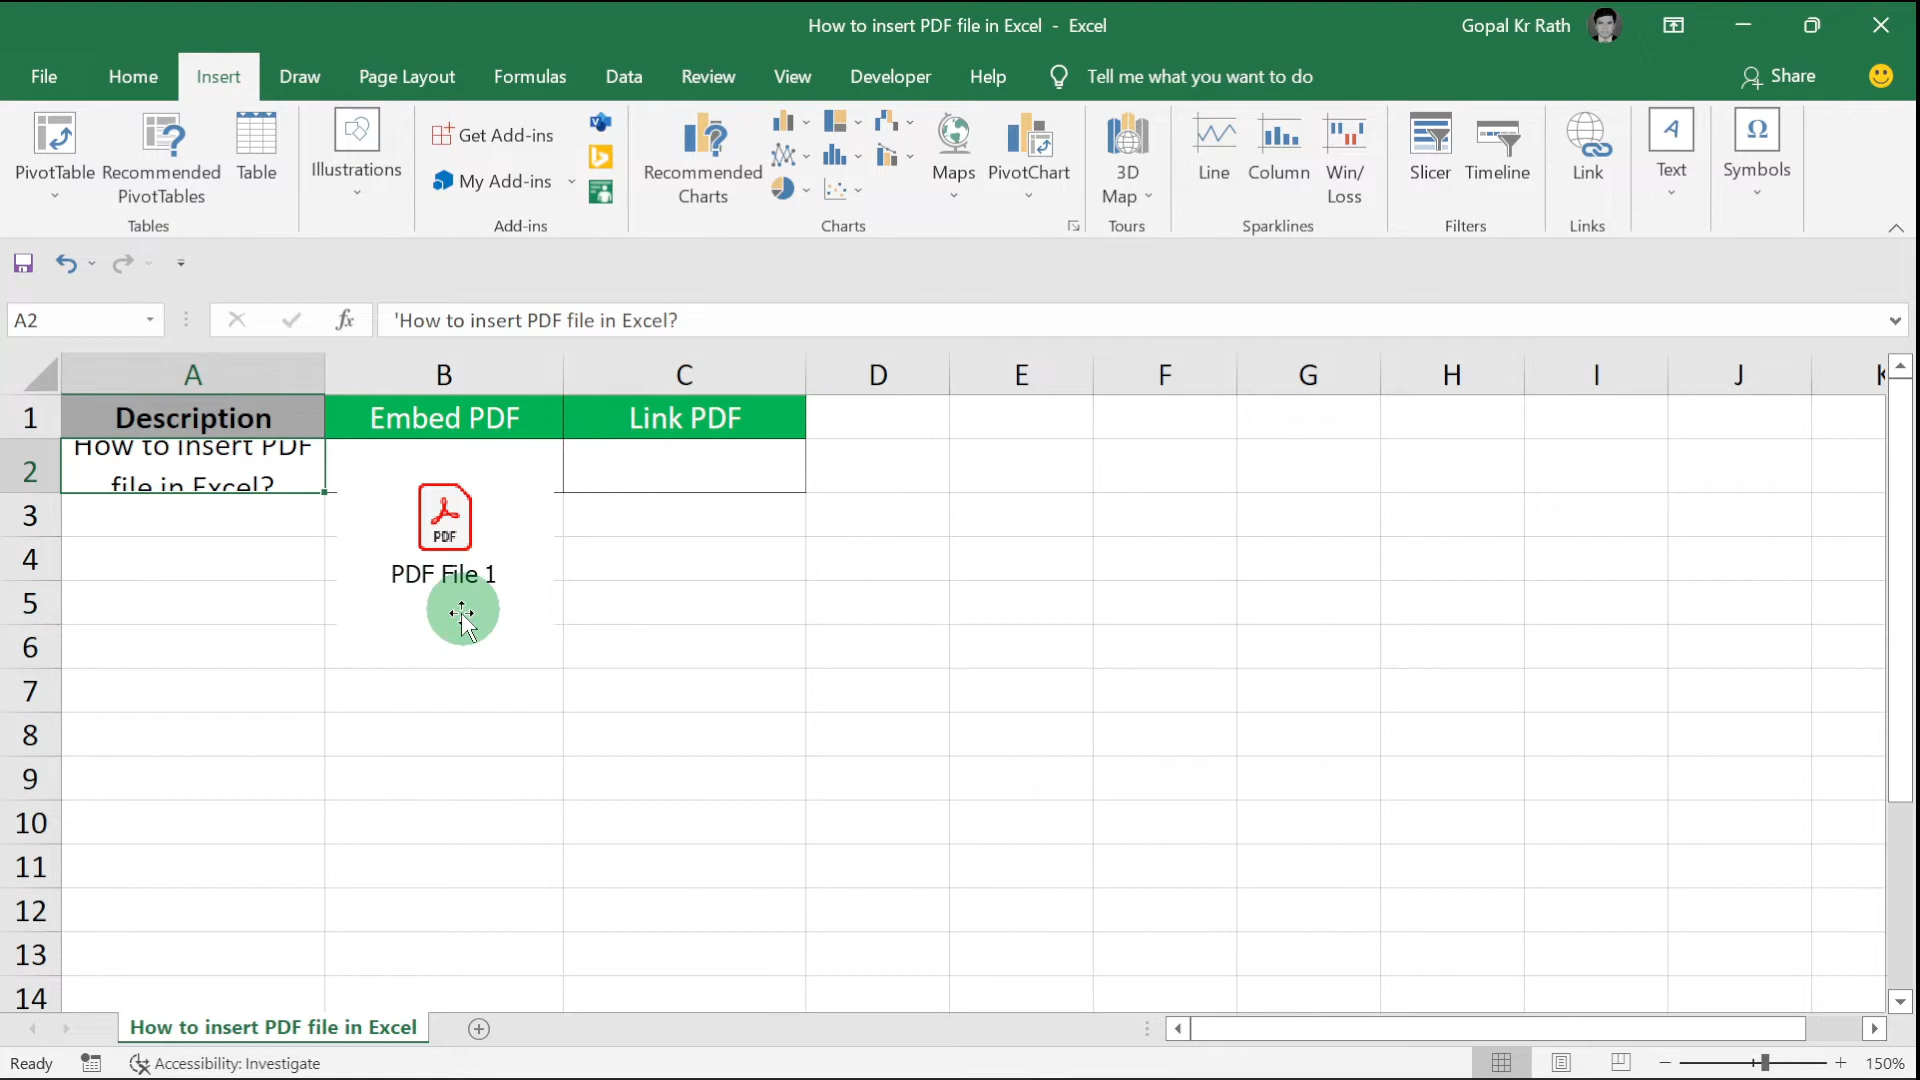 How to insert PDF file in Excel - Excel
Gopal Kr Rath
File Home Insert Draw Page Layout Formulas Data Review View Developer Help Tell me what you want to do Share
PivotTable
Recommended
PivotTables
Table
Tables
Illustrations
Get Add-ins
My Add-ins
Add-ins
Recommended
Charts
Maps
PivotChart
Charts
3D
Map
Tours
Line
Column
Win/
Loss
Sparklines
Slicer
Timeline
Filters
Link
Links
Text
Symbols
A2
fx
'How to insert PDF file in Excel?
A B C D E F G H I J K
1 Description Embed PDF Link PDF
2 How to insert PDF
file in Excel?
PDF
PDF File 1
3
4
5
6
7
8
9
10
11
12
13
14
How to insert PDF file in Excel
Ready
Accessibility: Investigate
150%